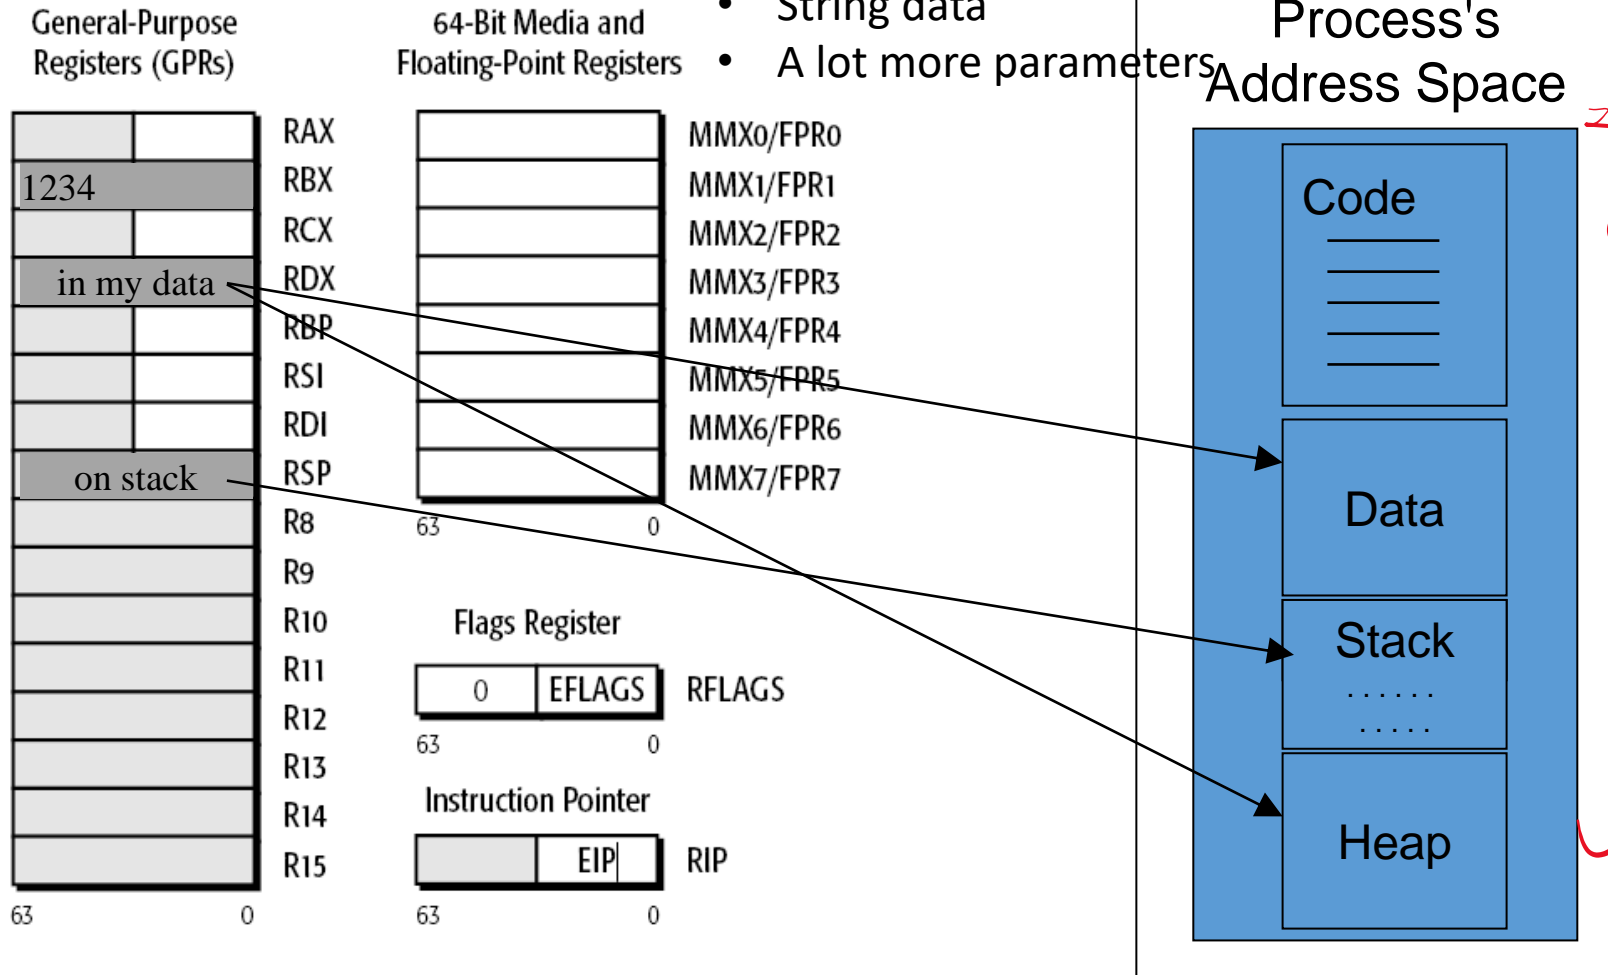 General-Purpose
Registers (GPRs)
RAX
1234
RBX
RCX
in my data
RDX
RBP
RSI
RDI
on stack
RSP
R8
R9
R10
R11
R12
R13
R14
R15
63 0
64-Bit Media and
Floating-Point Registers
MMX0/FPR0
MMX1/FPR1
MMX2/FPR2
MMX3/FPR3
MMX4/FPR4
MMX5/FPR5
MMX6/FPR6
MMX7/FPR7
63 0
Flags Register
0 EFLAGS RFLAGS
63 0
Instruction Pointer
EIP RIP
63 0
• String data
• A lot more parameters
Process's
Address Space
Code
Data
Stack
. . . . . .
. . . . .
Heap